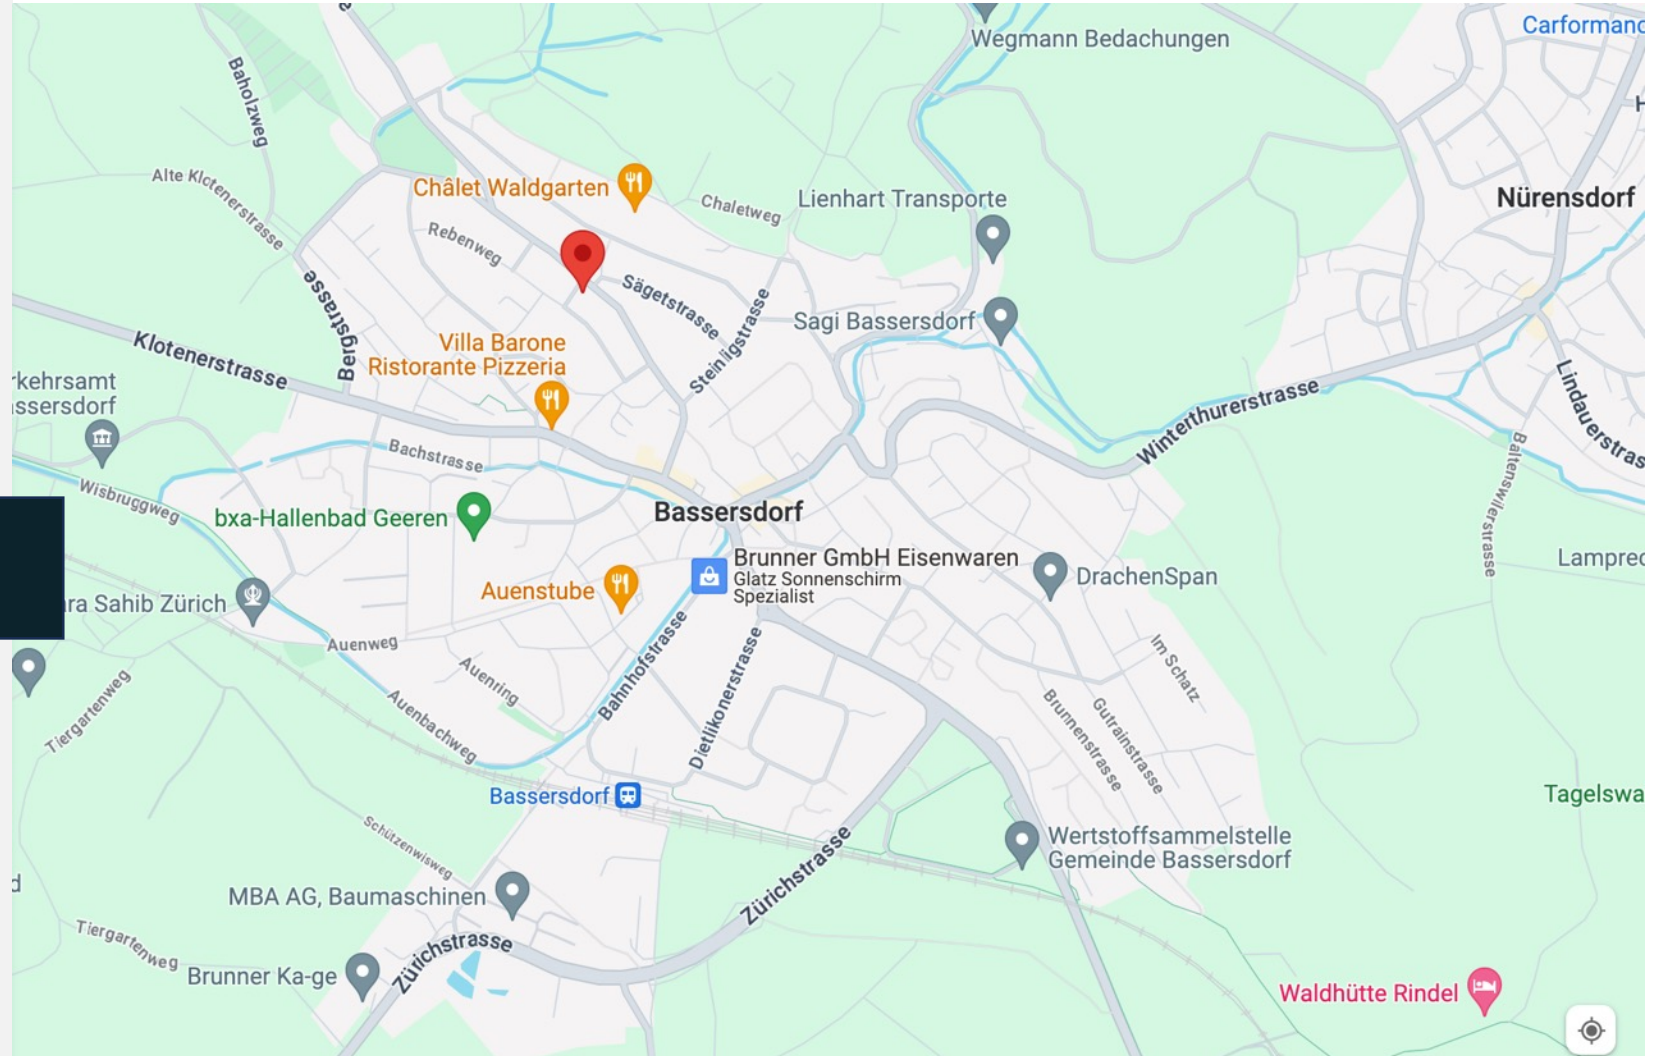 Wegmann Bedachungen
Carformanc
Baholzweg
Alte Klotenerstrasse
Châlet Waldgarten
Chaletweg
Lienhart Transporte
Nürensdorf
Rebenweg
Sägetstrasse
Bergstrasse
Steinligstrasse
Sagi Bassersdorf
Klotenerstrasse
Villa Barone
Ristorante Pizzeria
rkehrsamt
assersdorf
Winterthurerstrasse
Lindauerstras
Bachstrasse
Baltenswilerstrasse
Wisbruggweg
bxa-Hallenbad Geeren
Bassersdorf
Brunner GmbH Eisenwaren
Glatz Sonnenschirm
Spezialist
DrachenSpan
Lamprec
Auenstube
ara Sahib Zürich
Auenweg
Auenring
Bahnhofstrasse
Dietlikonerstrasse
Im Schatz
Tiergartenweg
Auenbachweg
Brunnenstrasse
Gutrainstrasse
Bassersdorf
Tagelswa
Schützenwisweg
Zürichstrasse
Wertstoffsammelstelle
Gemeinde Bassersdorf
d
MBA AG, Baumaschinen
Tiergartenweg
Zürichstrasse
Brunner Ka-ge
Waldhütte Rindel